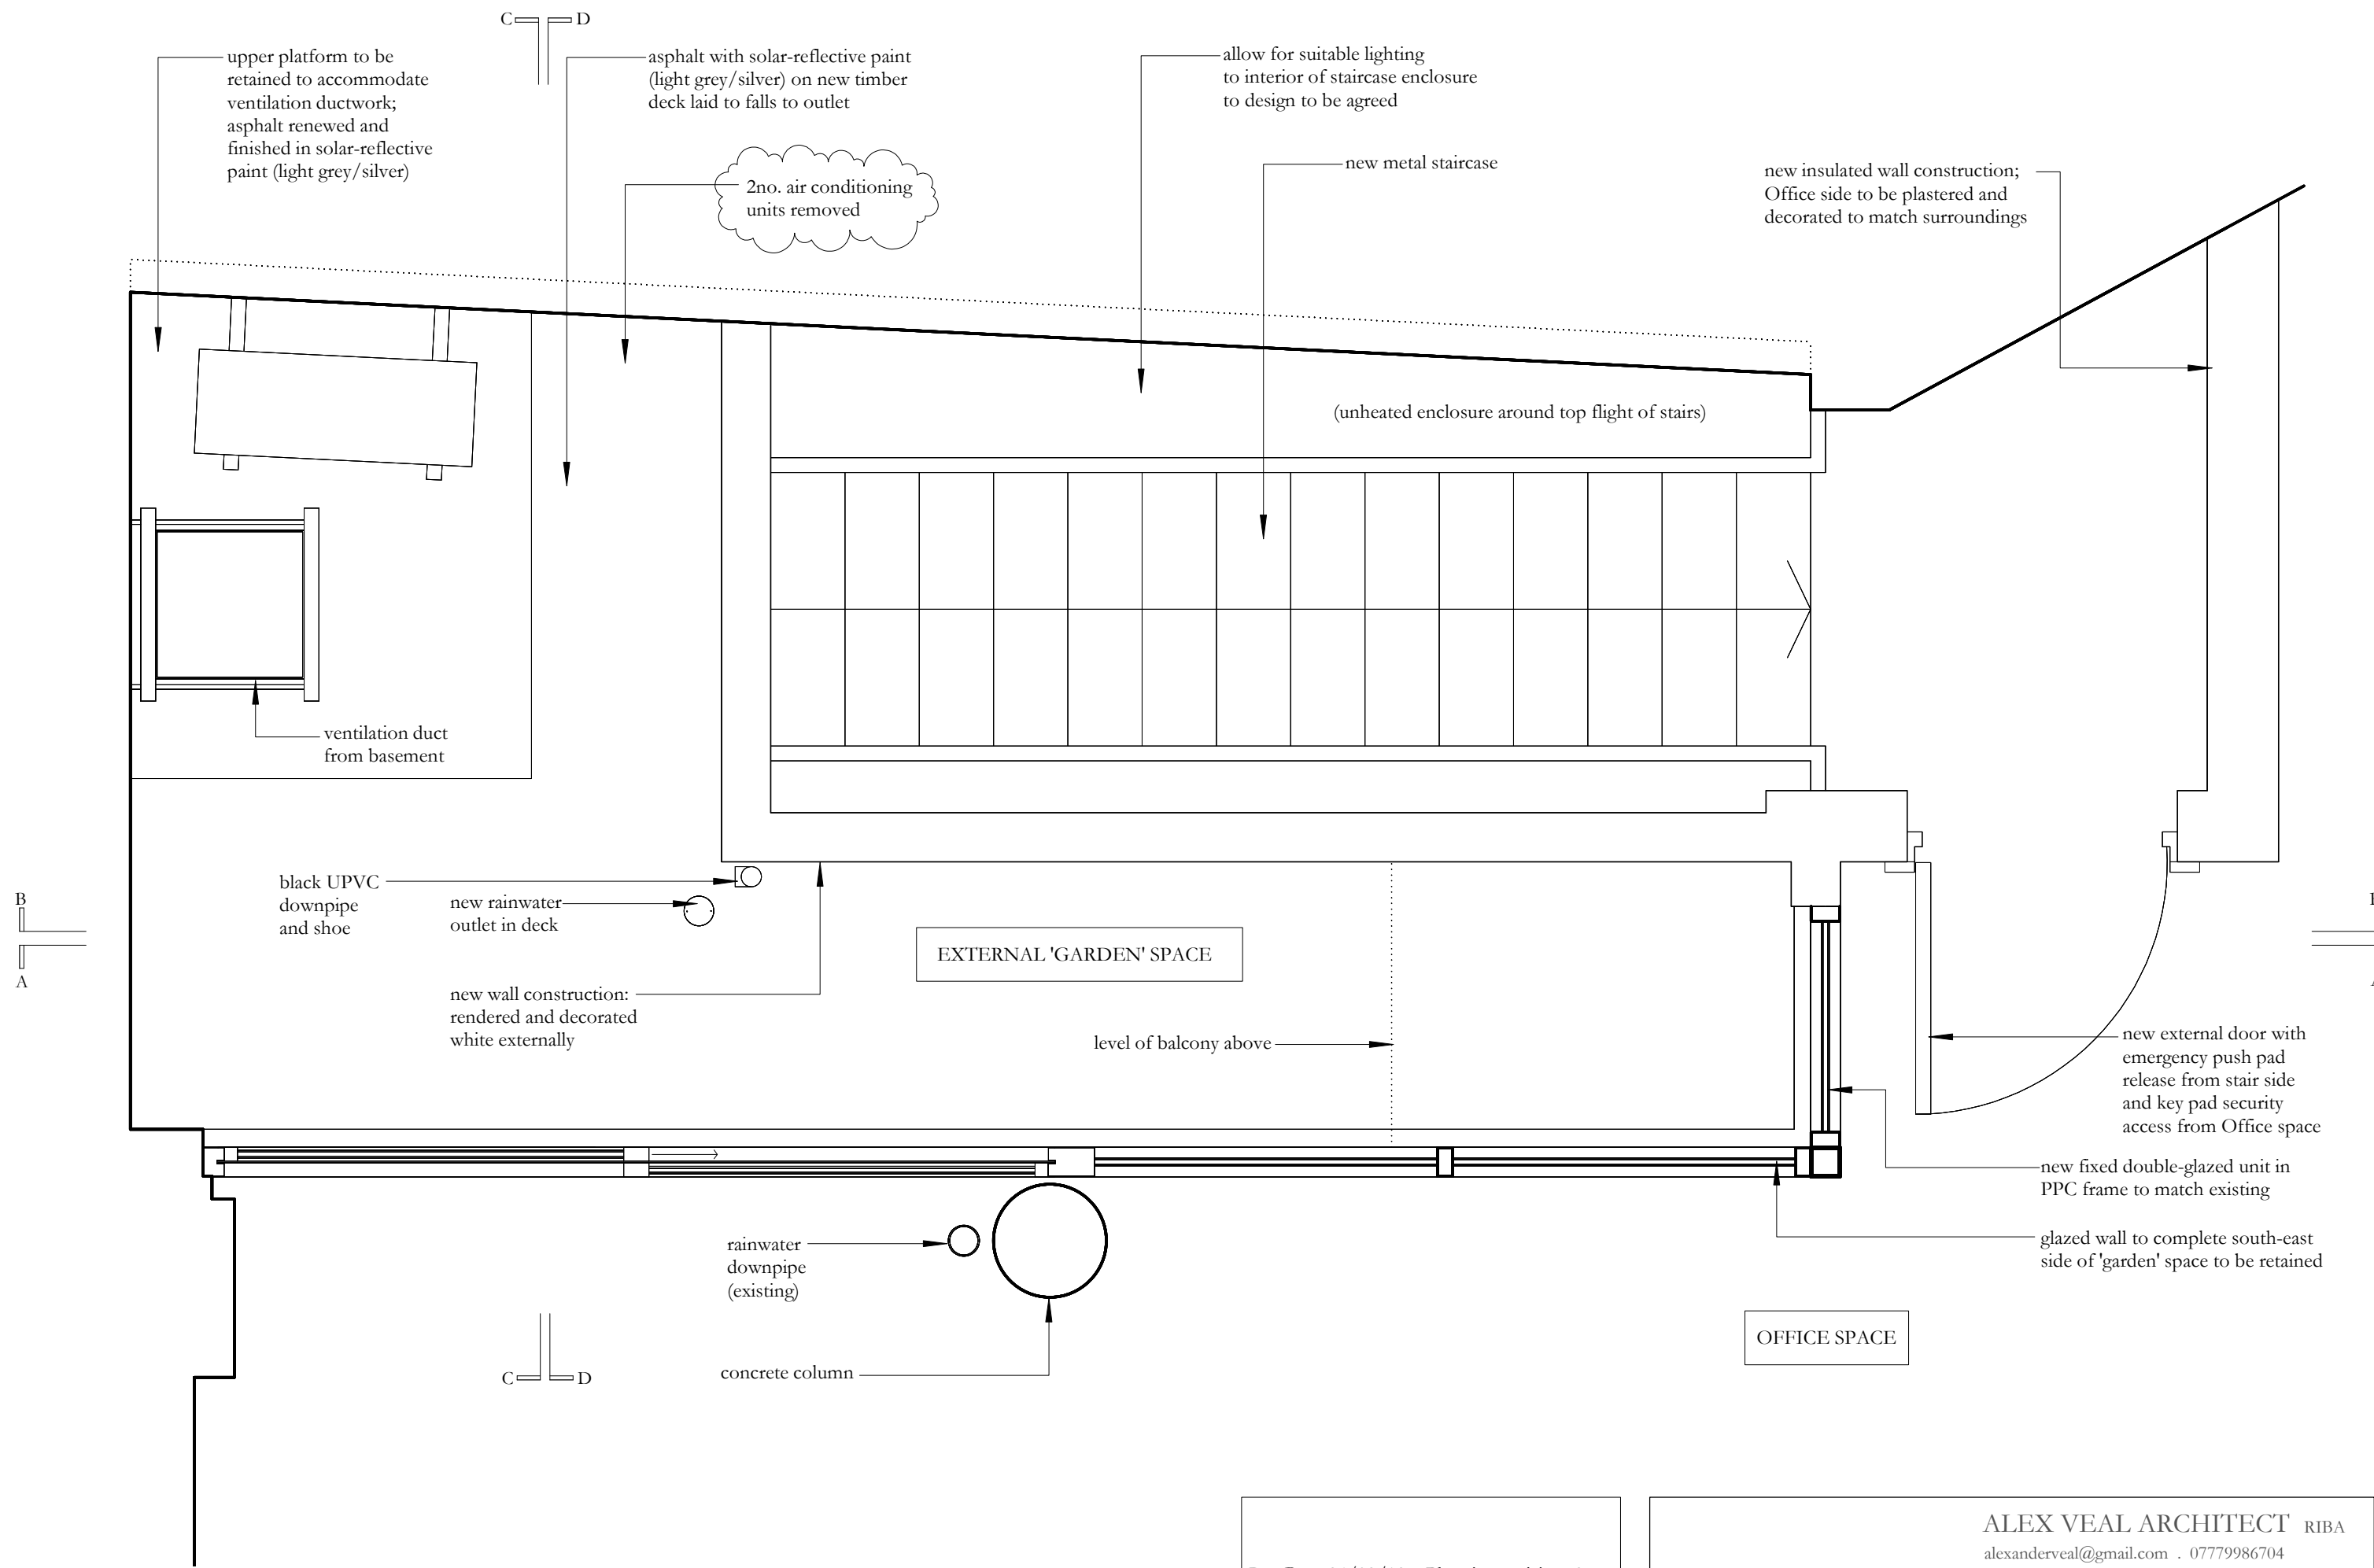 C D
upper platform to be
retained to accommodate
ventilation ductwork;
asphalt renewed and
finished in solar-reflective
paint (light grey/silver)
asphalt with solar-reflective paint
(light grey/silver) on new timber
deck laid to falls to outlet
allow for suitable lighting
to interior of staircase enclosure
to design to be agreed
2no. air conditioning
units removed
new metal staircase
new insulated wall construction;
Office side to be plastered and
decorated to match surroundings
(unheated enclosure around top flight of stairs)
ventilation duct
from basement
black UPVC
downpipe
and shoe
new rainwater
outlet in deck
B
A
EXTERNAL 'GARDEN' SPACE
new wall construction:
rendered and decorated
white externally
level of balcony above
new external door with
emergency push pad
release from stair side
and key pad security
access from Office space
new fixed double-glazed unit in
PPC frame to match existing
glazed wall to complete south-east
side of 'garden' space to be retained
rainwater
downpipe
(existing)
concrete column
OFFICE SPACE
C D
ALEX VEAL ARCHITECT RIBA
alexanderveal@gmail.com . 07779986704